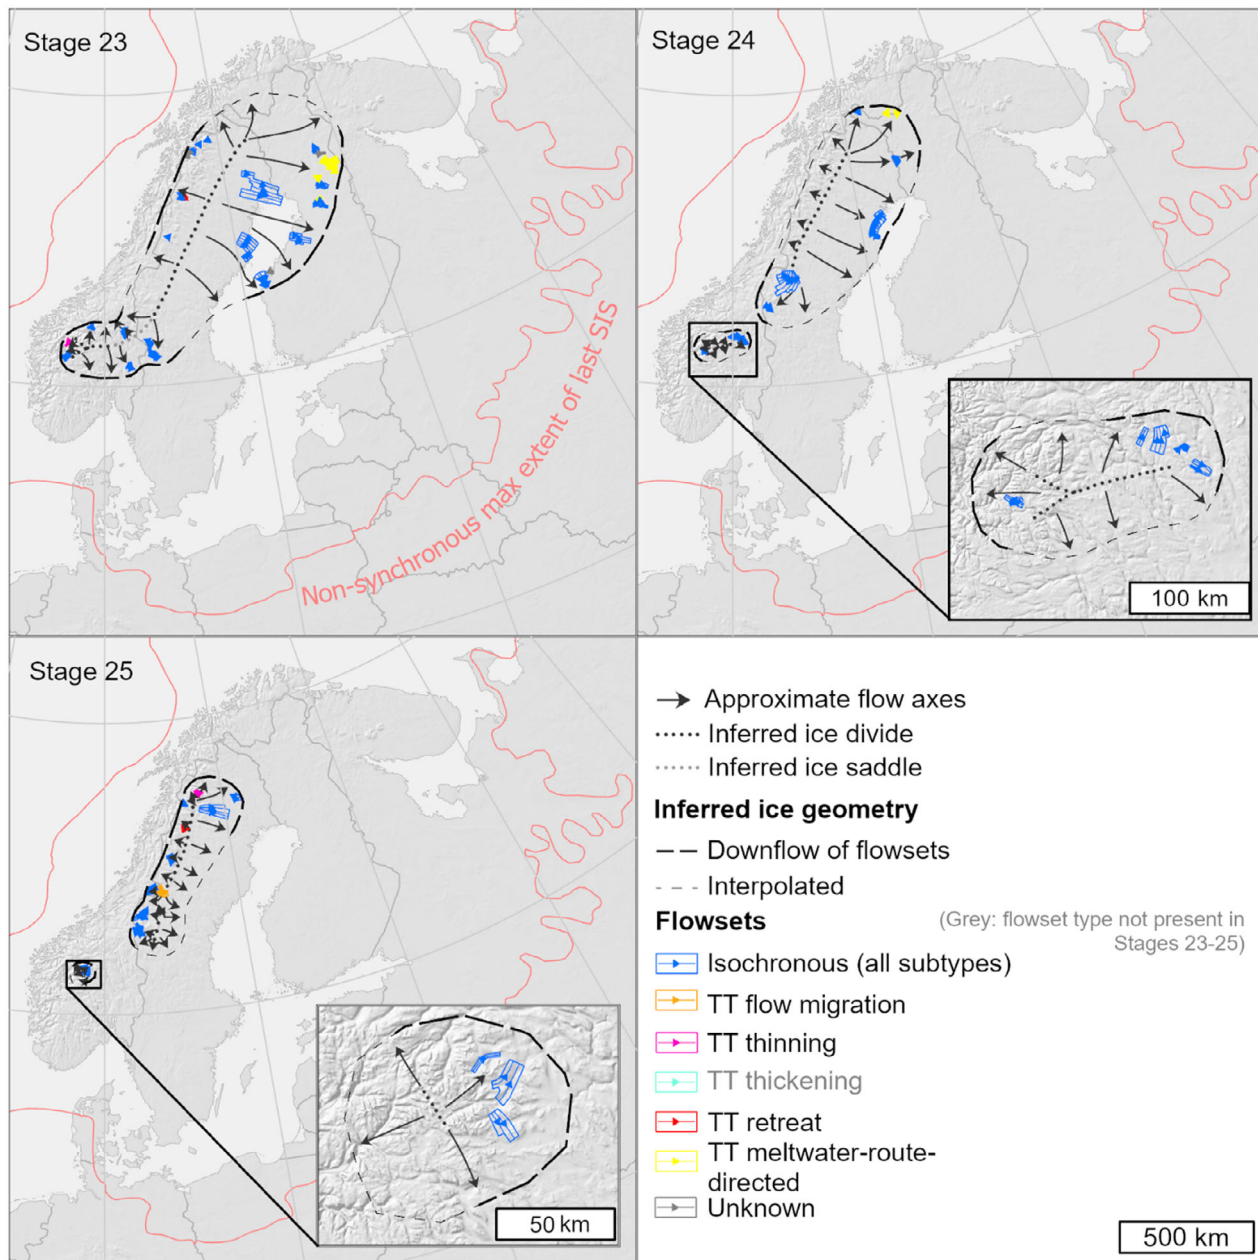 Stage 23
Stage 24
Non-synchronous max extent of last SIS
100 km
Stage 25
50 km
Approximate flow axes
Inferred ice divide
Inferred ice saddle
Inferred ice geometry
Downflow of flowsets
Interpolated
Flowsets
(Grey: flowset type not present in
Stages 23-25)
Isochronous (all subtypes)
TT flow migration
TT thinning
TT thickening
TT retreat
TT meltwater-route-
directed
Unknown
500 km